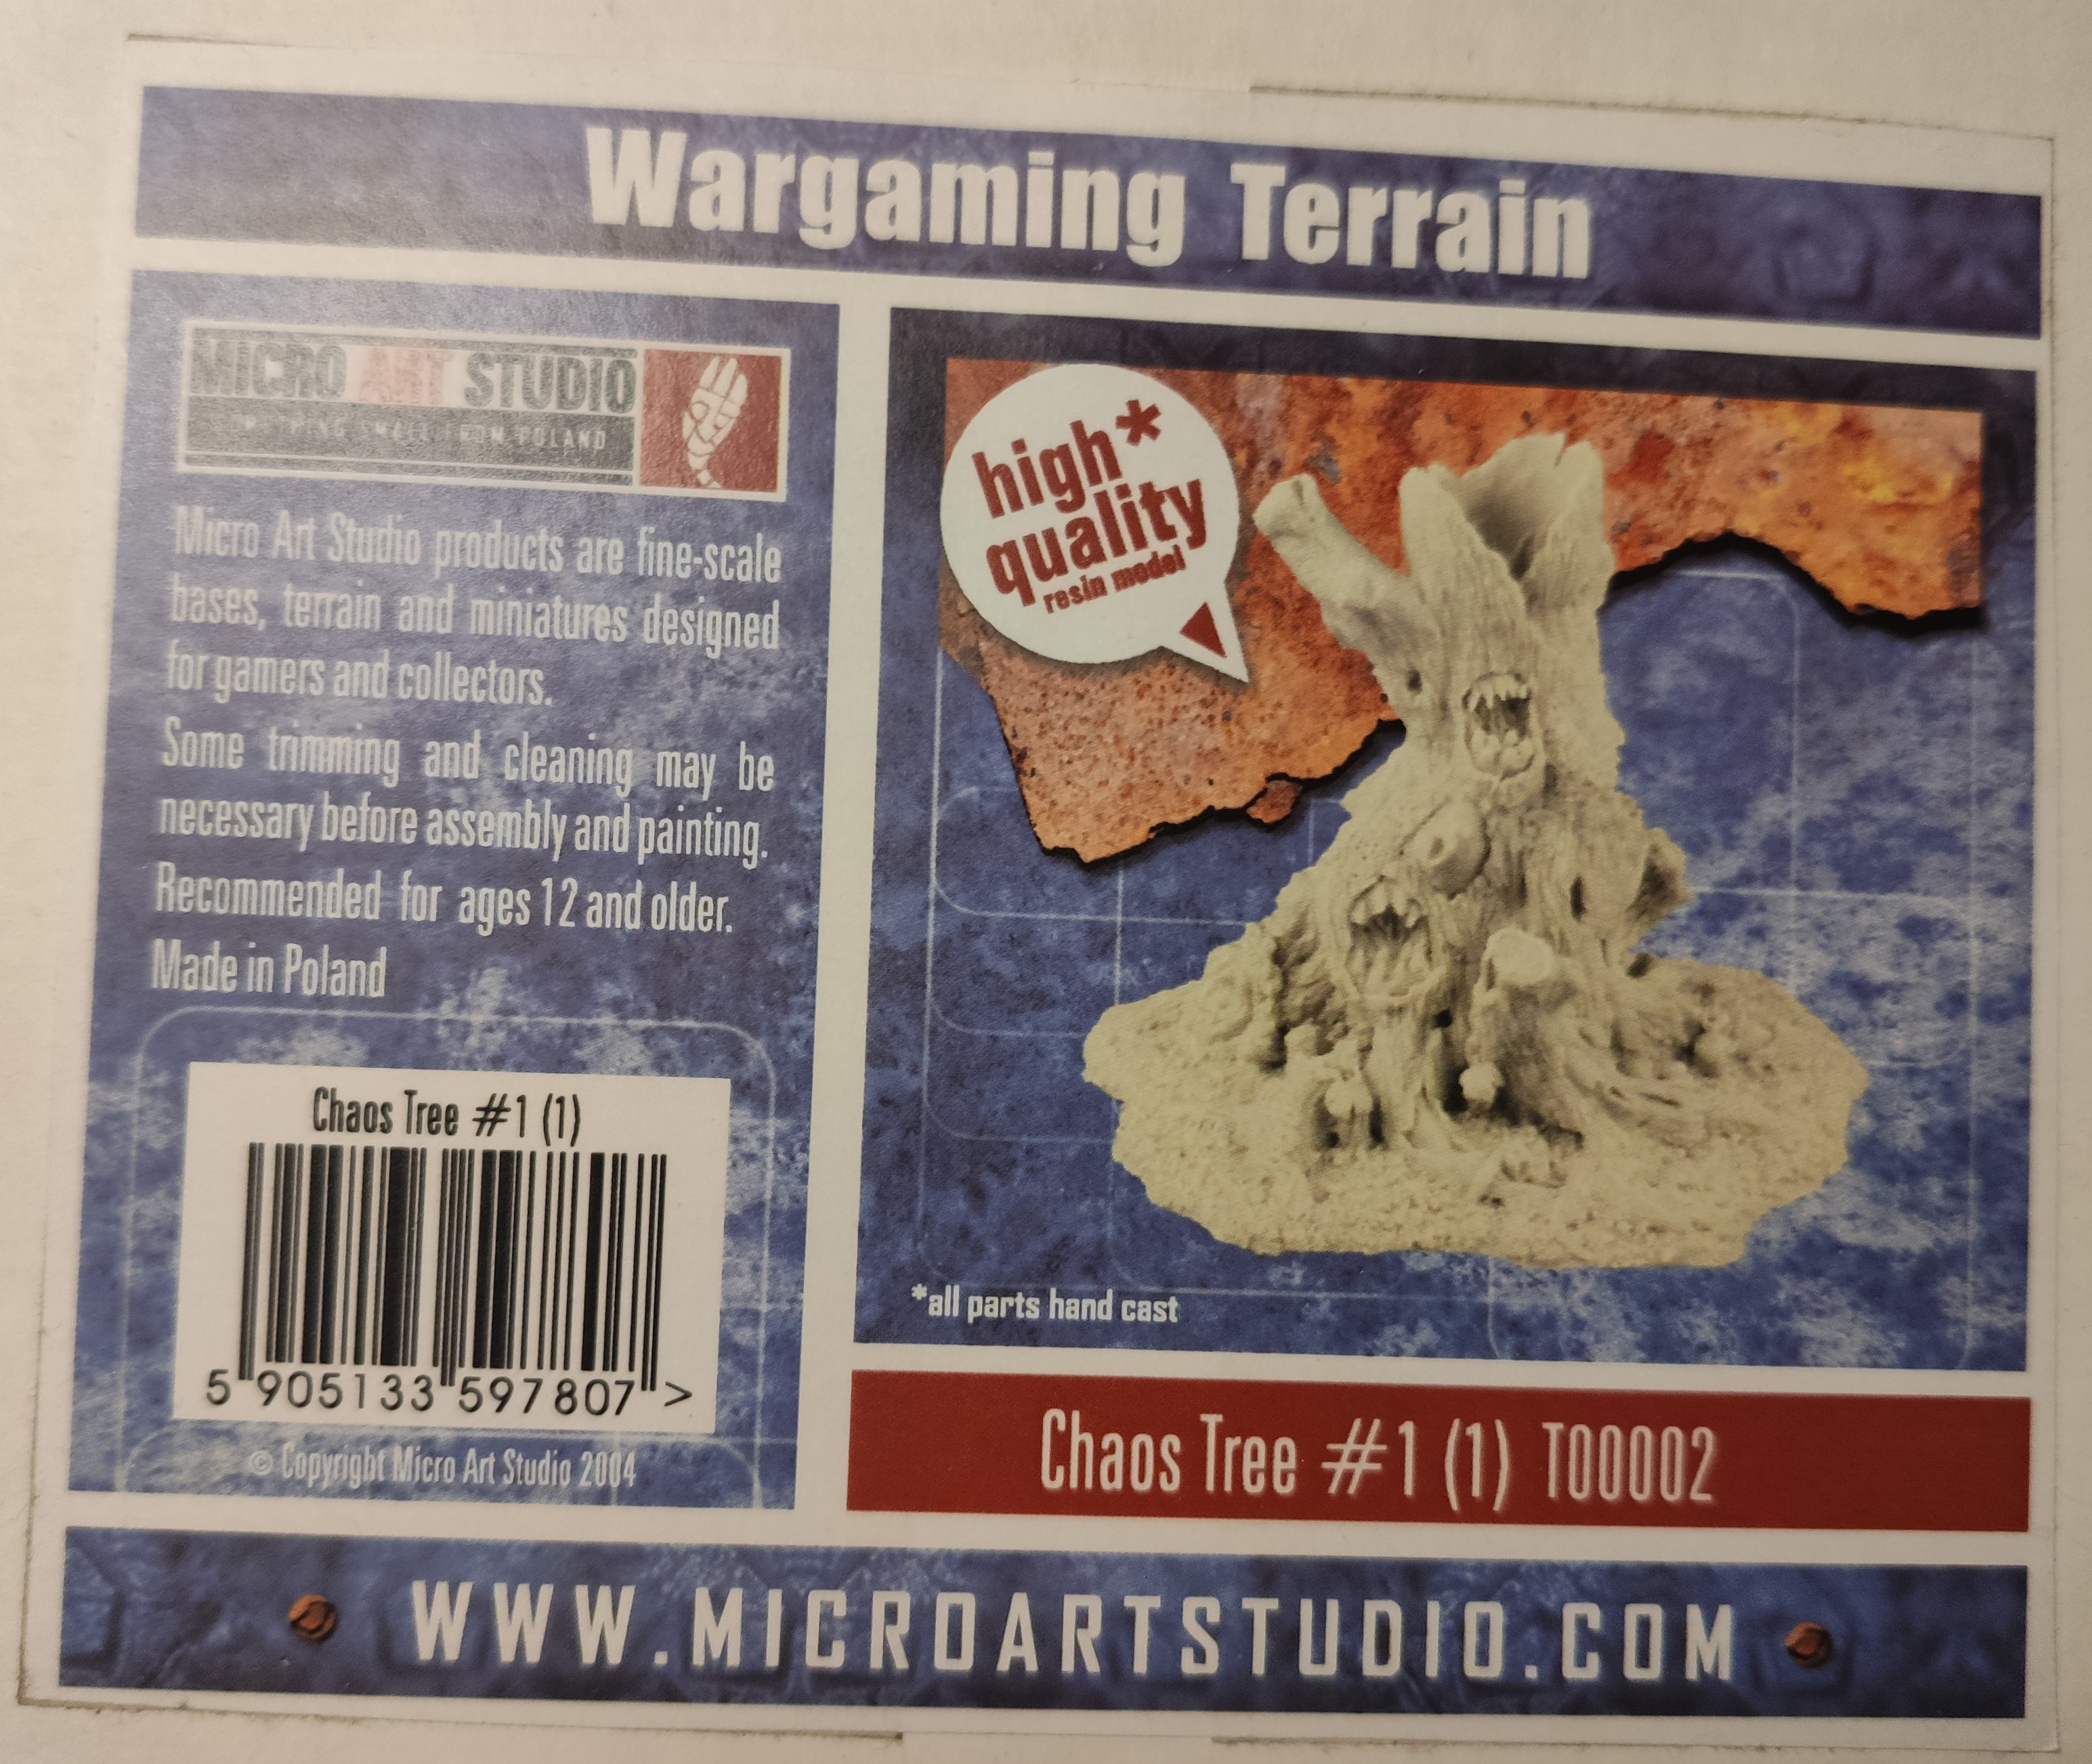 Wargaming Terrain
MICRO ART STUDIO
FROM POLAND
Micro Art Studio products are fine-scale
bases, terrain and miniatures designed
for gamers and collectors.
Some trimming and cleaning may be
necessary before assembly and painting.
Recommended for ages 12 and older.
Made in Poland
Chaos Tree #1 (1)
5 905133 597807 >
© Copyright Micro Art Studio 2004
high*
quality
resin model
*all parts hand cast
Chaos Tree #1 (1) T00002
WWW.MICROARTSTUDIO.COM